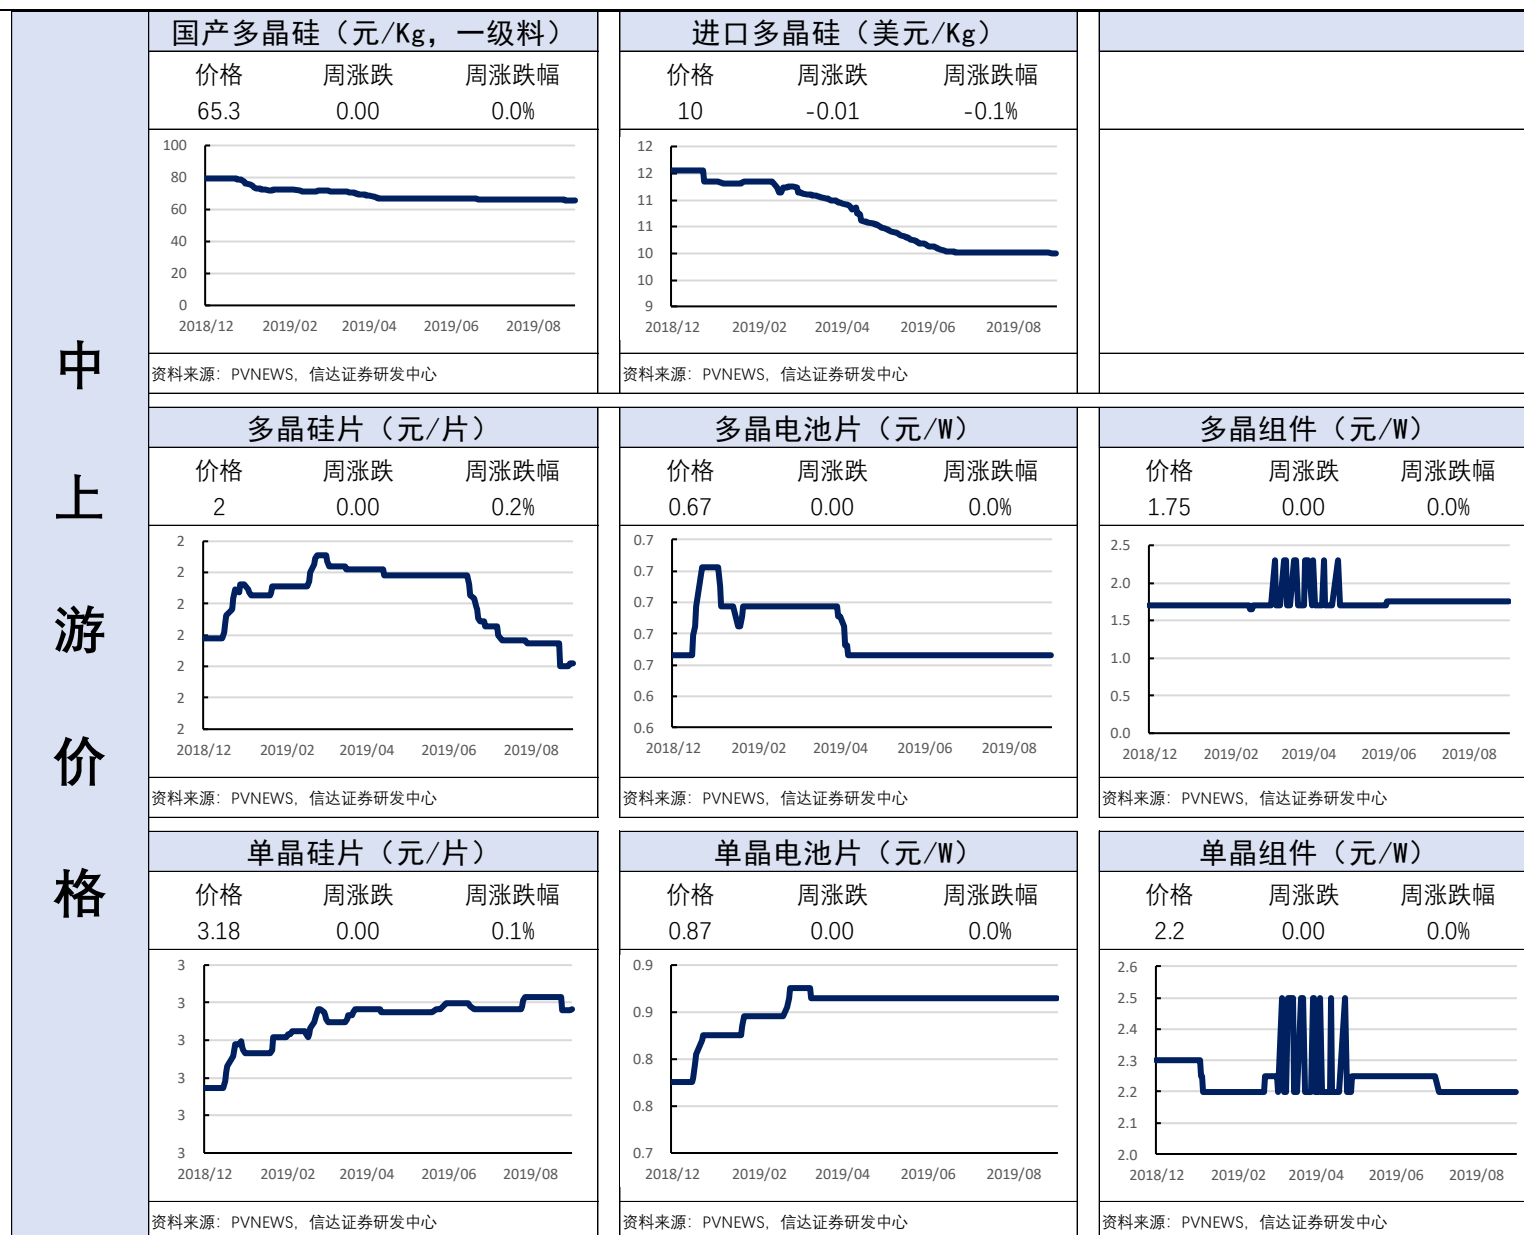 中
上
游
价
格
国产多晶硅（元/Kg，一级料）
价格 周涨跌 周涨跌幅
65.3 0.00 0.0%
100
80
60
40
20
0
2018/12 2019/02 2019/04 2019/06 2019/08
资料来源：PVNEWS，信达证券研发中心
进口多晶硅（美元/Kg）
价格 周涨跌 周涨跌幅
10 -0.01 -0.1%
12
12
11
11
10
10
9
2018/12 2019/02 2019/04 2019/06 2019/08
资料来源：PVNEWS，信达证券研发中心
多晶硅片（元/片）
价格 周涨跌 周涨跌幅
2 0.00 0.2%
2
2
2
2
2
2
2
2018/12 2019/02 2019/04 2019/06 2019/08
资料来源：PVNEWS，信达证券研发中心
多晶电池片（元/W）
价格 周涨跌 周涨跌幅
0.67 0.00 0.0%
0.7
0.7
0.7
0.7
0.7
0.6
0.6
2018/12 2019/02 2019/04 2019/06 2019/08
资料来源：PVNEWS，信达证券研发中心
多晶组件（元/W）
价格 周涨跌 周涨跌幅
1.75 0.00 0.0%
2.5
2.0
1.5
1.0
0.5
0.0
2018/12 2019/02 2019/04 2019/06 2019/08
资料来源：PVNEWS，信达证券研发中心
单晶硅片（元/片）
价格 周涨跌 周涨跌幅
3.18 0.00 0.1%
3
3
3
3
3
3
2018/12 2019/02 2019/04 2019/06 2019/08
资料来源：PVNEWS，信达证券研发中心
单晶电池片（元/W）
价格 周涨跌 周涨跌幅
0.87 0.00 0.0%
0.9
0.9
0.8
0.8
0.7
2018/12 2019/02 2019/04 2019/06 2019/08
资料来源：PVNEWS，信达证券研发中心
单晶组件（元/W）
价格 周涨跌 周涨跌幅
2.2 0.00 0.0%
2.6
2.5
2.4
2.3
2.2
2.1
2.0
2018/12 2019/02 2019/04 2019/06 2019/08
资料来源：PVNEWS，信达证券研发中心